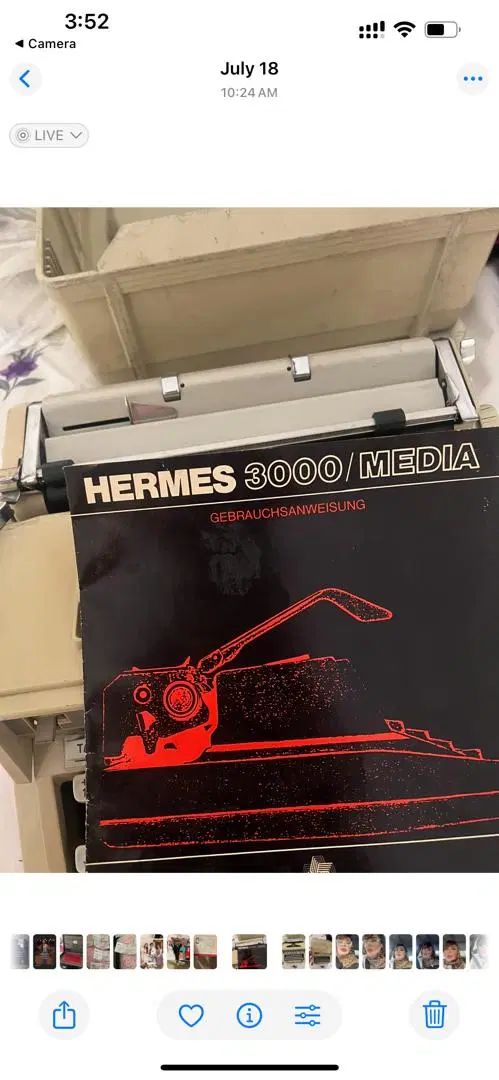 3:52
Camera
July 18
10:24 AM
LIVE
HERMES 3000/MEDIA
GEBRAUCHSANWEISUNG